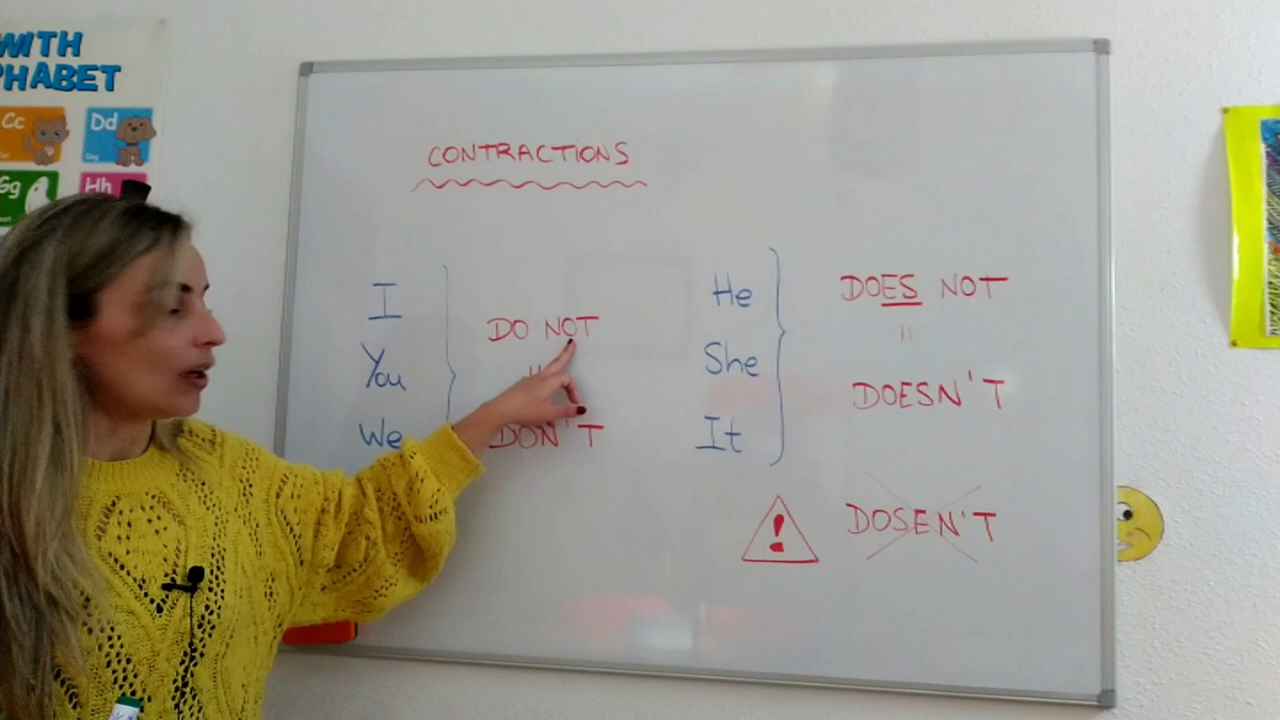 WITH
PHABET
Cc
Dd
Gg
Hh
CONTRACTIONS
I
You
We
DO NOT
"
DON'T
He
She
It
DOES NOT
"
DOESN'T
!
DOSEN'T